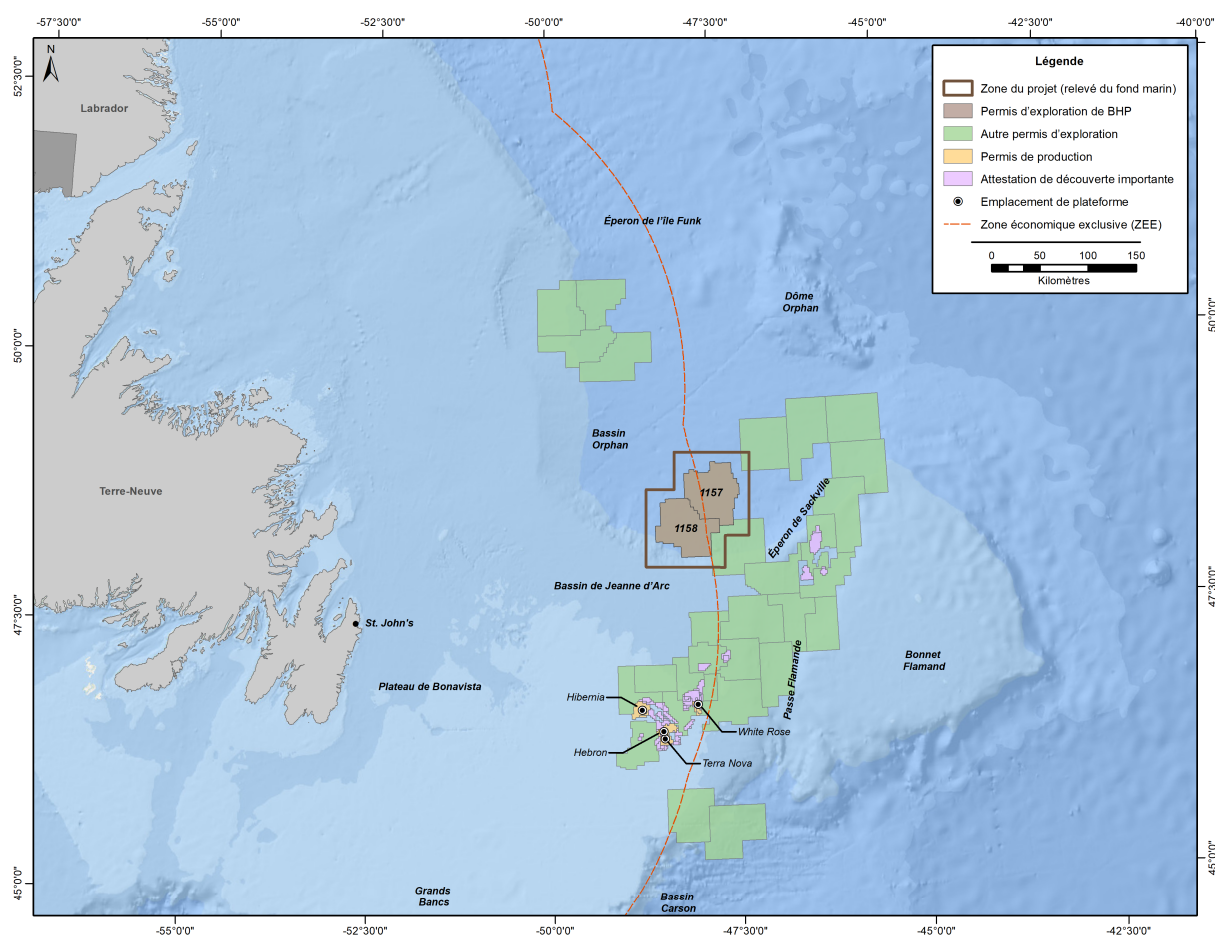 -57°30'0"
-55°0'0"
-52°30'0"
-50°0'0"
-47°30'0"
-45°0'0"
-42°30'0"
-40°0'0"
N
52°30'0"
Labrador
Légende
Zone du projet (relevé du fond marin)
Permis d'exploration de BHP
Autre permis d'exploration
Permis de production
Attestation de découverte importante
Emplacement de plateforme
Zone économique exclusive (ZEE)
0 50 100 150
Kilomètres
Éperon de l'île Funk
Dôme
Orphan
50°0'0"
50°0'0"
Bassin
Orphan
Terre-Neuve
1157
1158
Éperon de Sackville
Bassin de Jeanne d'Arc
47°30'0"
47°30'0"
St. John's
Plateau de Bonavista
Passe Flamande
Bonnet
Flamand
Hibernia
White Rose
Hebron
Terra Nova
45°0'0"
45°0'0"
Grands
Bancs
Bassin
Carson
-55°0'0"
-52°30'0"
-50°0'0"
-47°30'0"
-45°0'0"
-42°30'0"